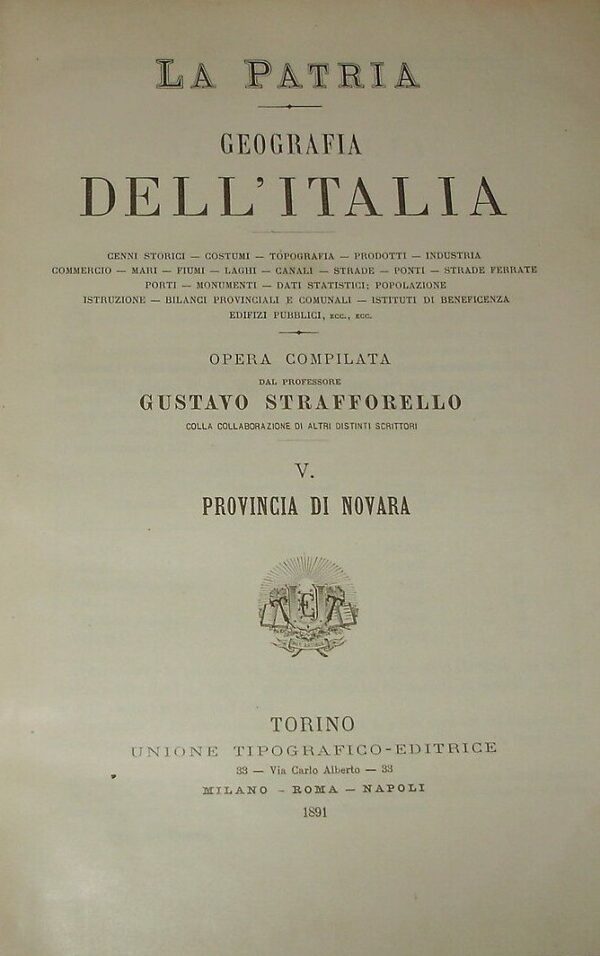 LA PATRIA
GEOGRAFIA
DELL'ITALIA
CENNI STORICI — COSTUMI — TOPOGRAFIA — PRODOTTI — INDUSTRIA
COMMERCIO — MARI — FIUMI — LAGHI — CANALI — STRADE — PONTI — STRADE FERRATE
PORTI — MONUMENTI — DATI STATISTICI; POPOLAZIONE
ISTRUZIONE — BILANCI PROVINCIALI E COMUNALI — ISTITUTI DI BENEFICENZA
EDIFIZI PUBBLICI, ECC., ECC.
OPERA COMPILATA
DAL PROFESSORE
GUSTAVO STRAFFORELLO
COLLA COLLABORAZIONE DI ALTRI DISTINTI SCRITTORI
V.
PROVINCIA DI NOVARA
TORINO
UNIONE TIPOGRAFICO-EDITRICE
33 — Via Carlo Alberto — 33
MILANO - ROMA - NAPOLI
1891